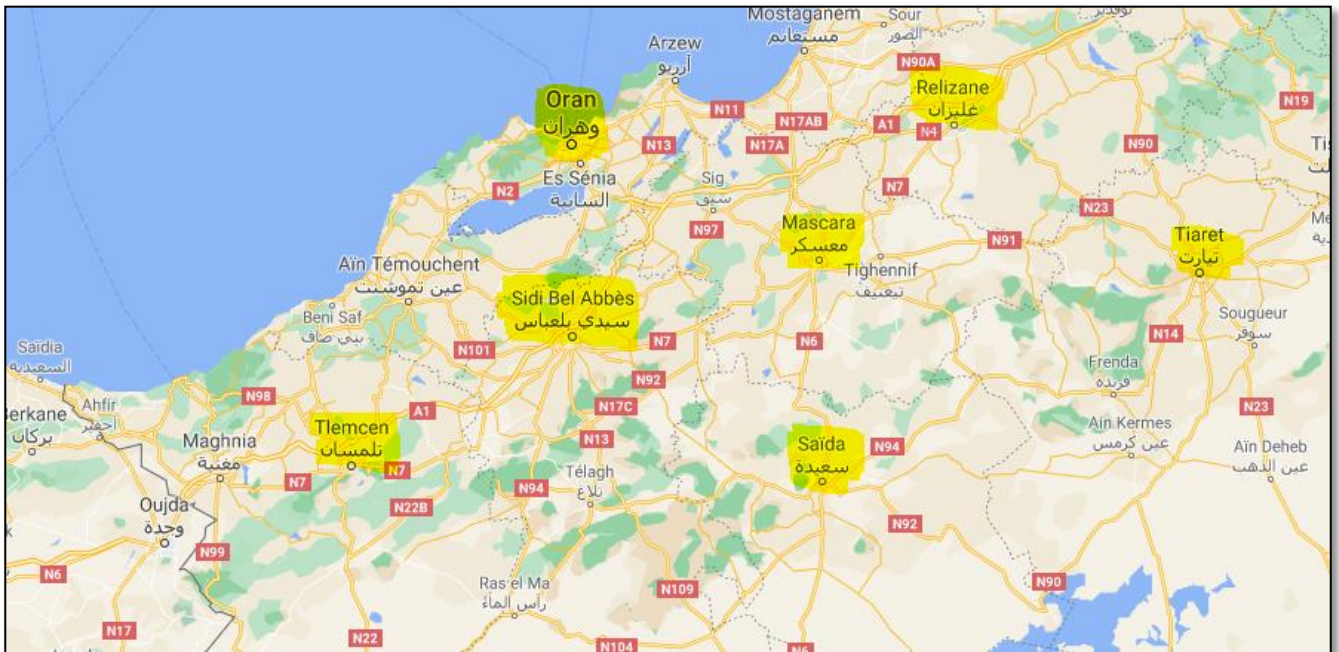 Mostaganem
مستغانم
Sour
الصور
Arzew
أرزيو
N90A
Relizane
غليزان
Oran
وهران
N11
N17AB
A1
N4
N19
N13
N17A
N90
Es Sénia
السانية
N2
Sig
سيق
N7
N23
Mascara
معسكر
N97
N91
Tiaret
تيارت
Tighennif
تيغنيف
Aïn Témouchent
عين تموشنت
Sidi Bel Abbès
سيدي بلعباس
Beni Saf
بني صاف
Sougueur
سوقر
N101
N7
N6
N14
Saïdia
السعيدية
Frenda
فرندة
N92
N98
A1
N17C
N23
Ahfir
أحفير
Berkane
بركان
Tlemcen
تلمسان
Maghnia
مغنية
N13
Saïda
سعيدة
N94
Ain Kermes
عين كرمس
Aïn Deheb
عين الذهب
N7
N7
Télagh
تلاغ
N94
Oujda
وجدة
N22B
N92
N99
N6
Ras el Ma
رأس الماء
N109
N90
N17
N22
N104
N6